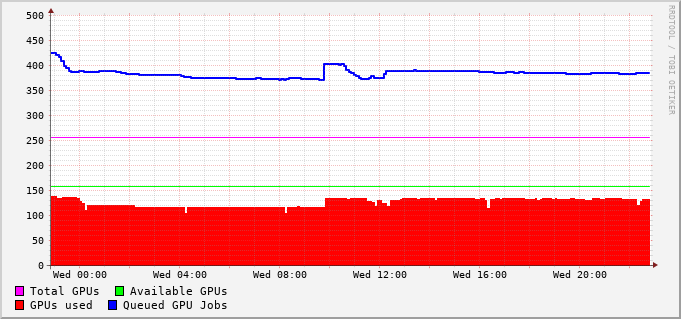 500
450
400
350
300
250
200
150
100
50
0
Wed 00:00 Wed 04:00 Wed 08:00 Wed 12:00 Wed 16:00 Wed 20:00
Total GPUs Available GPUs
GPUs used Queued GPU Jobs
RRDTOOL / TOBI OETIKER